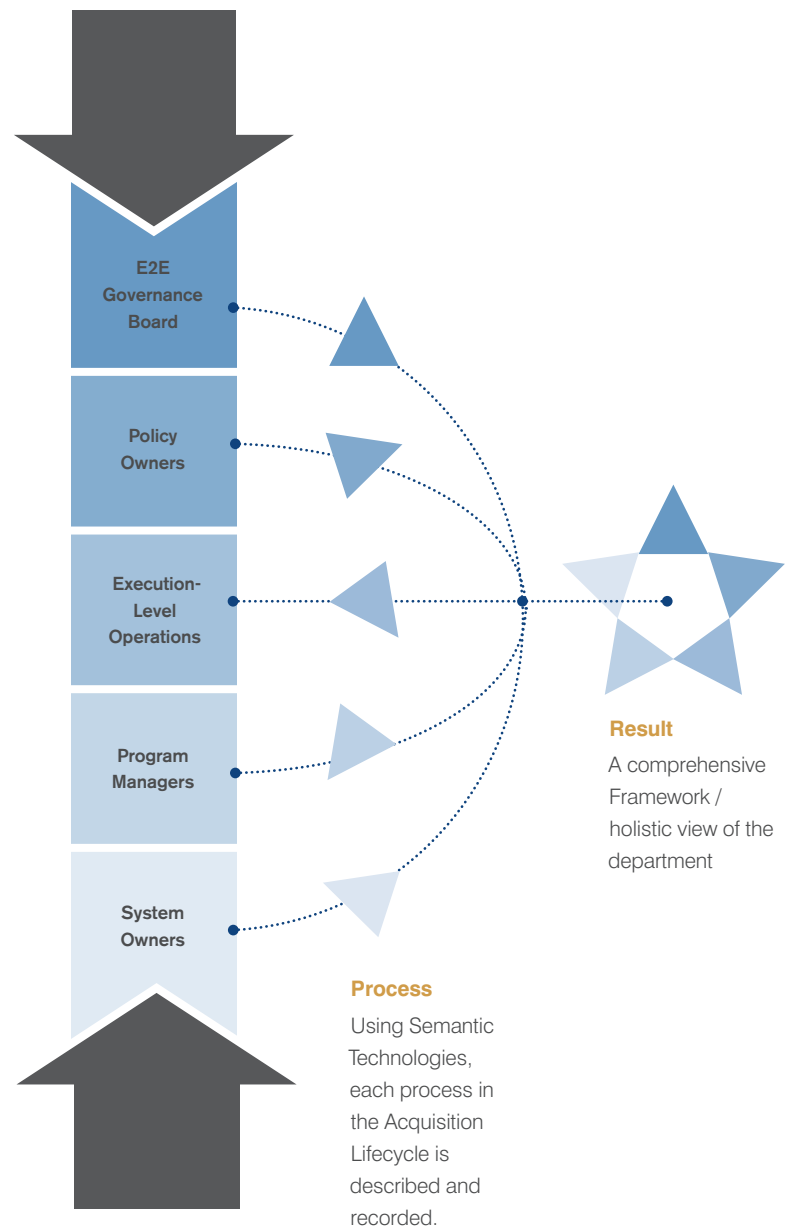 E2E
Governance
Board
Policy
Owners
Execution-
Level
Operations
Program
Managers
System
Owners
Process
Using Semantic
Technologies,
each process in
the Acquisition
Lifecycle is
described and
recorded.
Result
A comprehensive
Framework /
holistic view of the
department